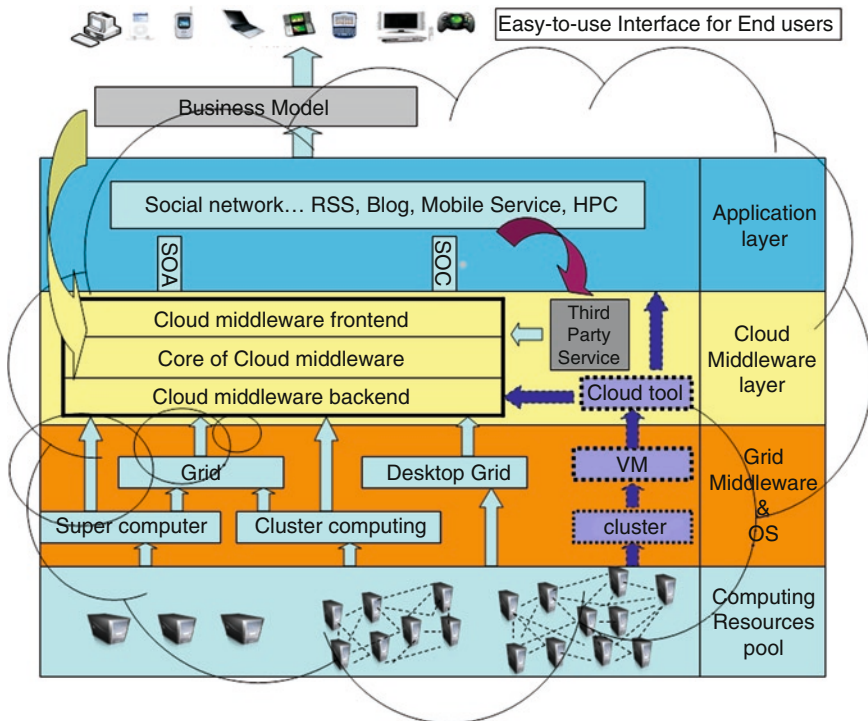 Easy-to-use Interface for End users
Business Model
Social network... RSS, Blog, Mobile Service, HPC
Application
layer
SOA
SOC
Cloud middleware frontend
Core of Cloud middleware
Cloud middleware backend
Third
Party
Service
Cloud tool
Cloud
Middleware
layer
Grid
Desktop Grid
VM
Super computer
Cluster computing
cluster
Grid
Middleware
&
OS
Computing
Resources
pool